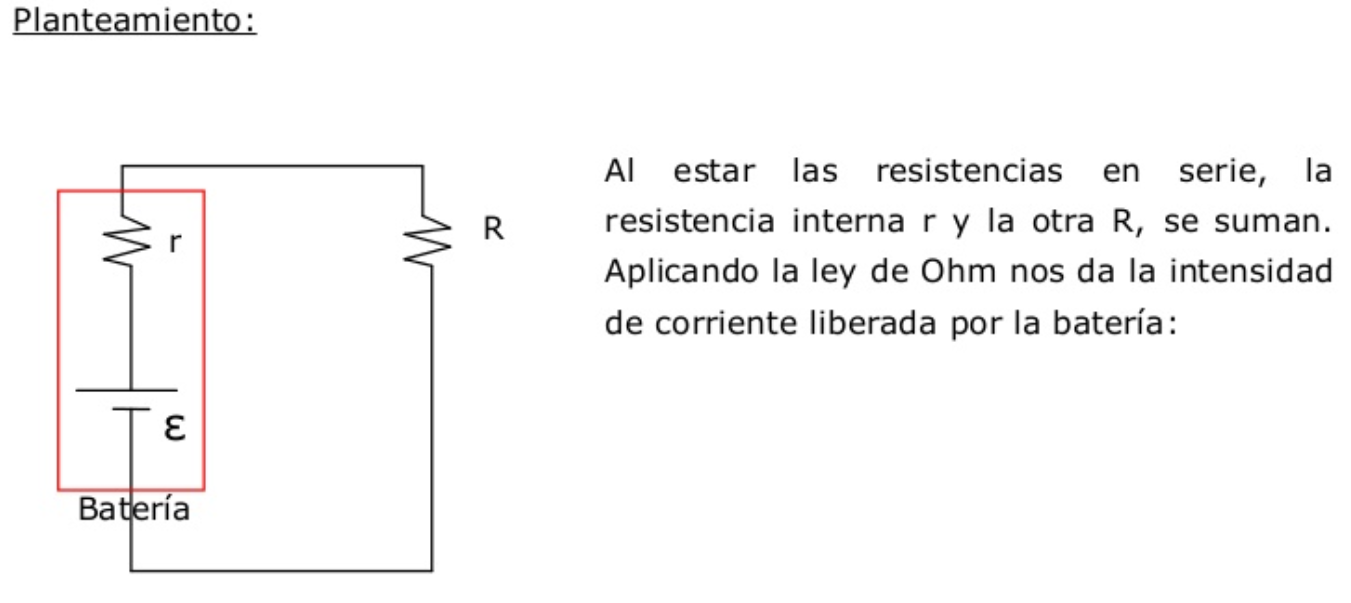 Planteamiento:
Al estar las resistencias en serie, la
resistencia interna r y la otra R, se suman.
Aplicando la ley de Ohm nos da la intensidad
de corriente liberada por la batería:
r
R
ε
Batería